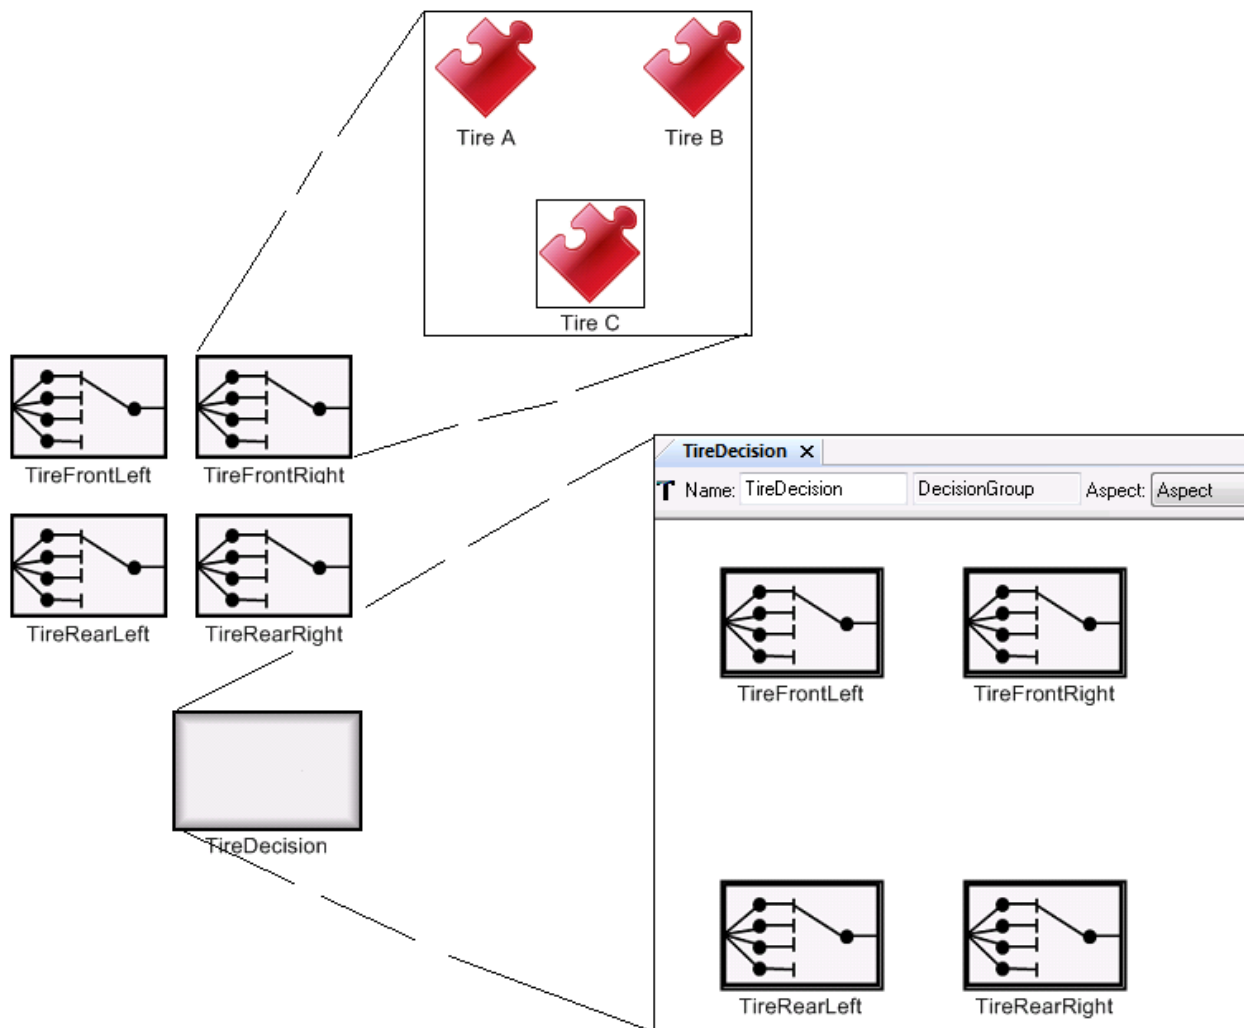 Tire A
Tire B
Tire C
TireFrontLeft
TireFrontRight
TireRearLeft
TireRearRight
TireDecision
TireDecision X
Name: TireDecision DecisionGroup Aspect: Aspect
TireFrontLeft
TireFrontRight
TireRearLeft
TireRearRight